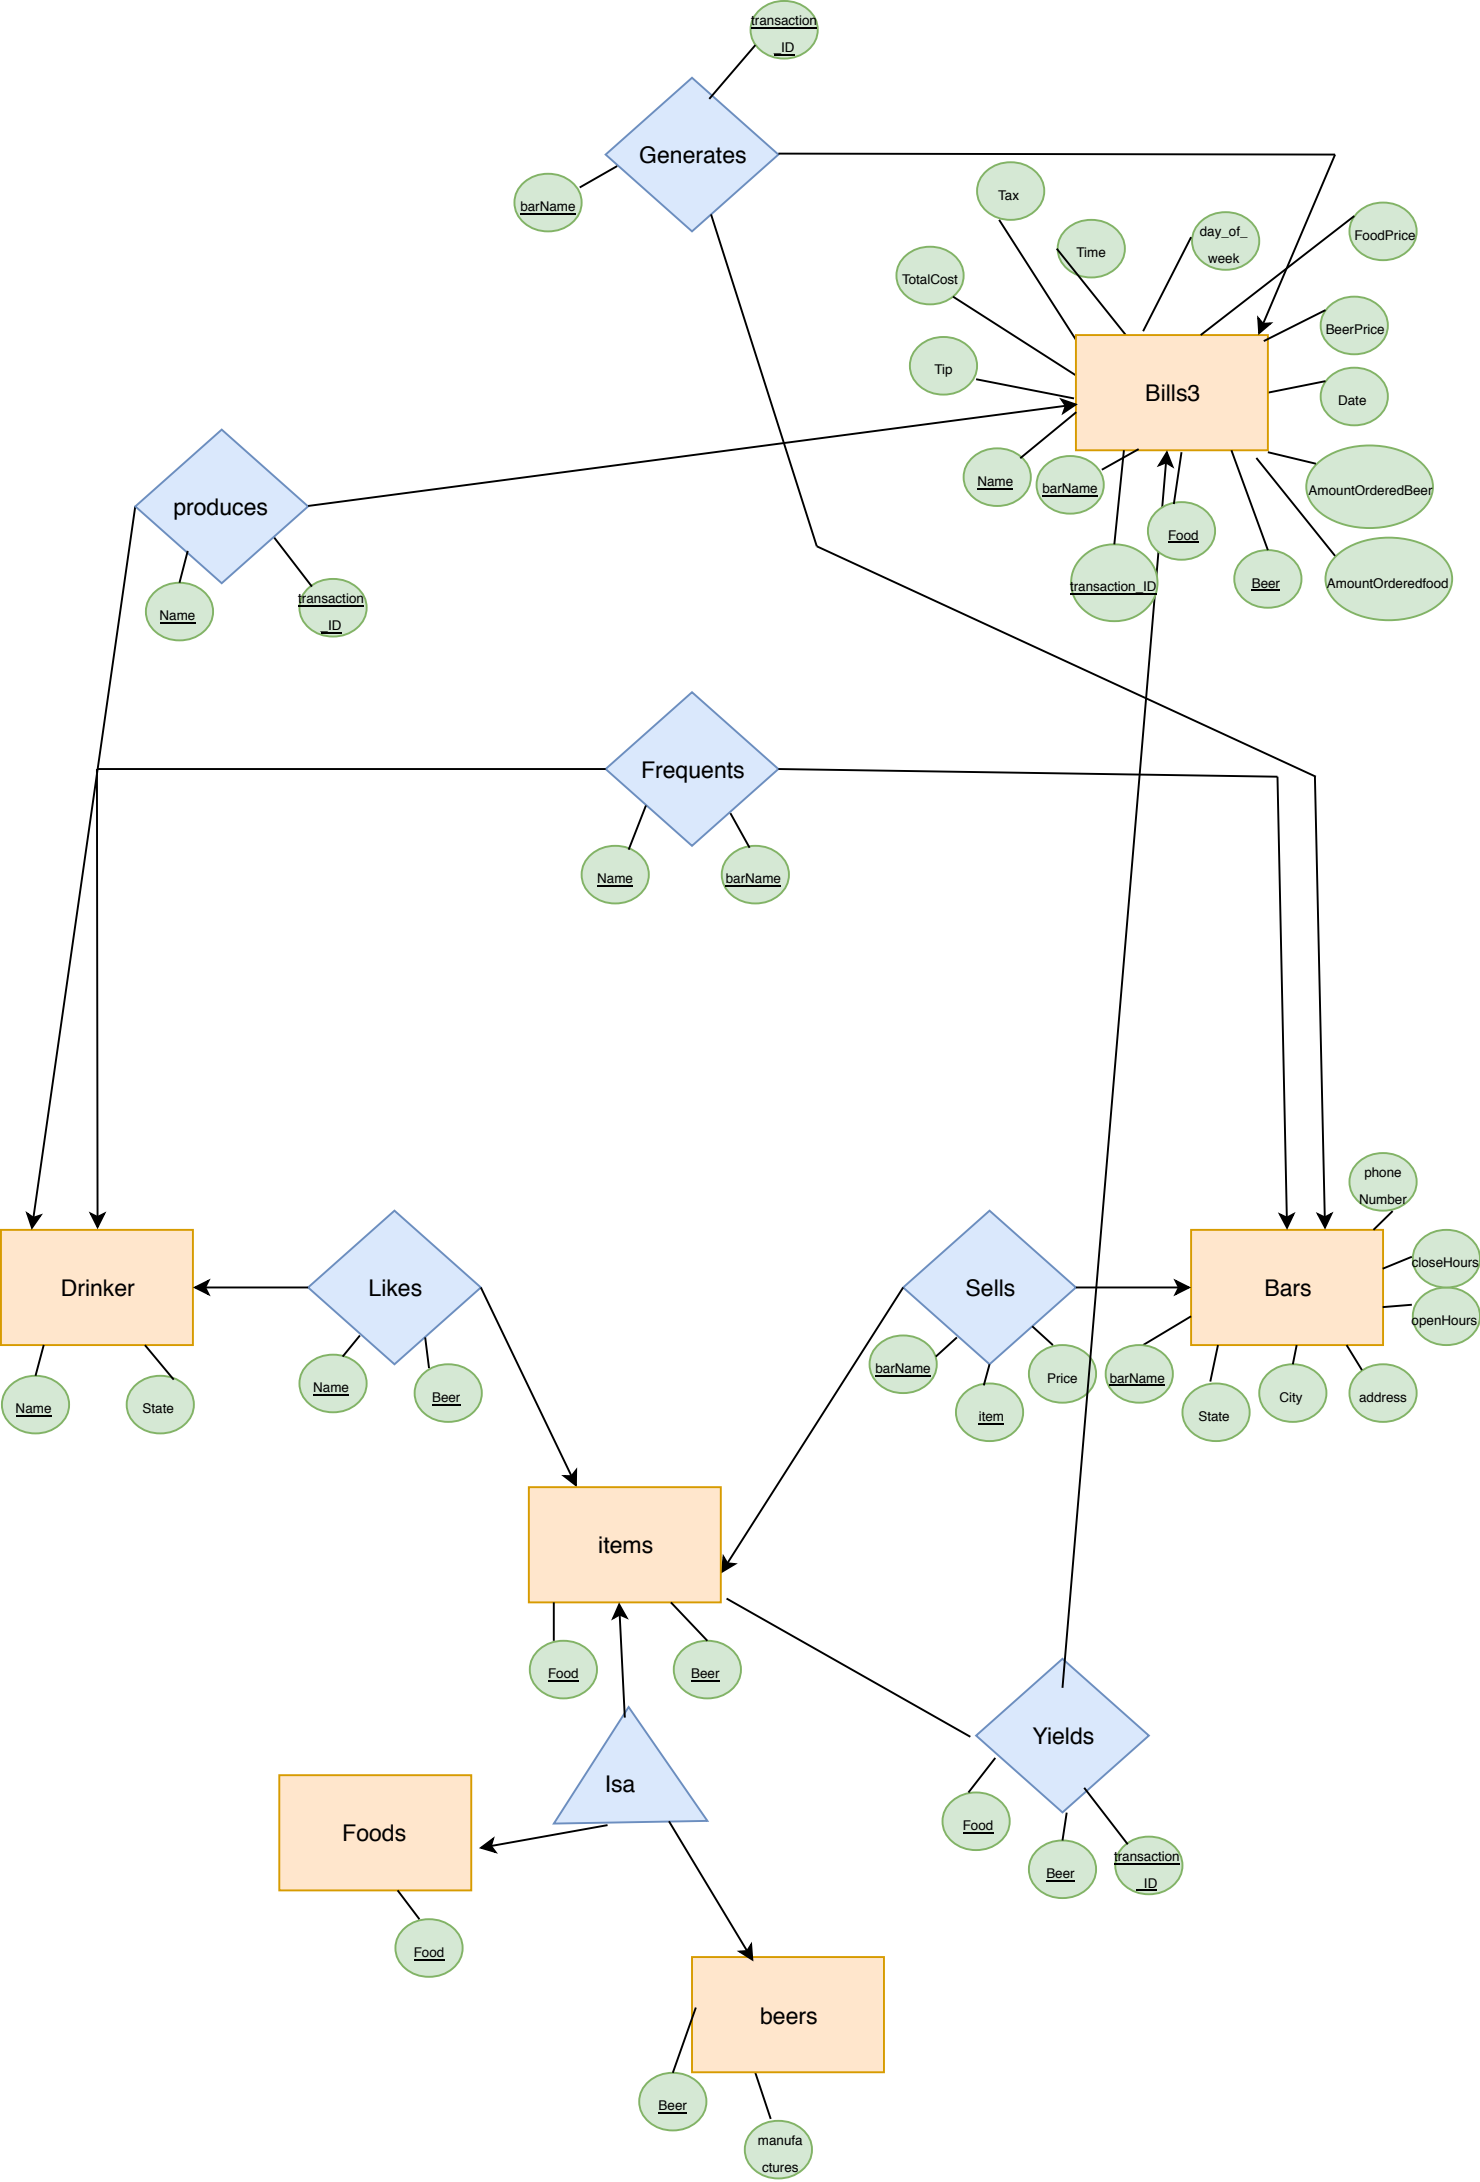 transaction
_ID
Generates
barName
Tax
Time
day_of_
week
FoodPrice
TotalCost
BeerPrice
Tip
Bills3
Date
Name
barName
AmountOrderedBeer
Food
transaction_ID
Beer
AmountOrderedfood
produces
Name
transaction
_ID
Frequents
Name
barName
phone
Number
closeHours
openHours
Drinker
Likes
Sells
Bars
Name
State
Name
Beer
barName
item
Price
barName
State
City
address
items
Food
Beer
Yields
Isa
Foods
Food
Food
Beer
transaction
_ID
beers
Beer
manufa
ctures